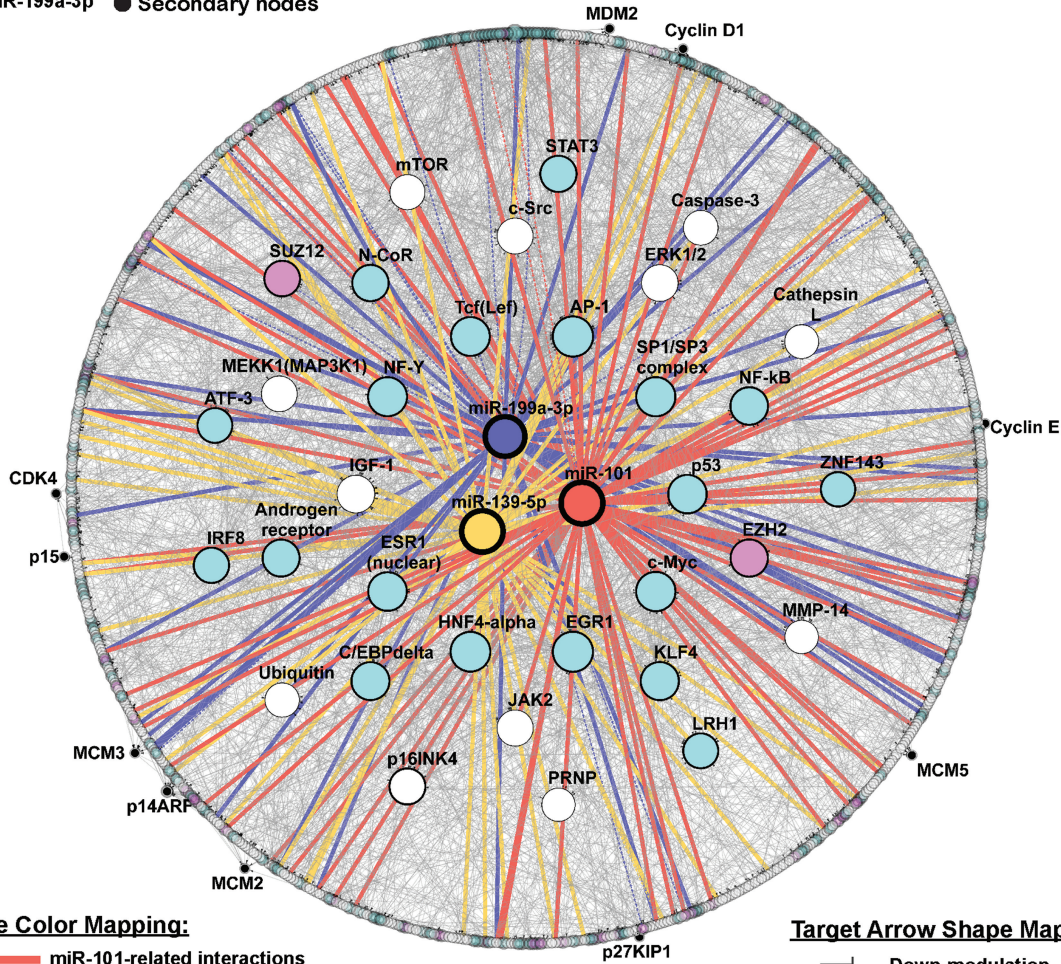 R-199a-3p Secondary nodes
MDM2
Cyclin D1
STAT3
mTOR
c-Src
Caspase-3
SUZ12
N-CoR
ERK1/2
Cathepsin
L
Tcf(Lef)
AP-1
SP1/SP3
complex
MEKK1(MAP3K1)
NF-Y
NF-kB
ATF-3
miR-199a-3p
Cyclin E
IGF-1
miR-101
p53
ZNF143
CDK4
miR-139-5p
Androgen
receptor
EZH2
IRF8
ESR1
(nuclear)
p15
c-Myc
MMP-14
HNF4-alpha
EGR1
C/EBPdelta
KLF4
Ubiquitin
JAK2
LRH1
MCM3
p16INK4
PRNP
MCM5
p14ARF
MCM2
p27KIP1
e Color Mapping:
Target Arrow Shape Map
miR-101-related interactions
Down modulation